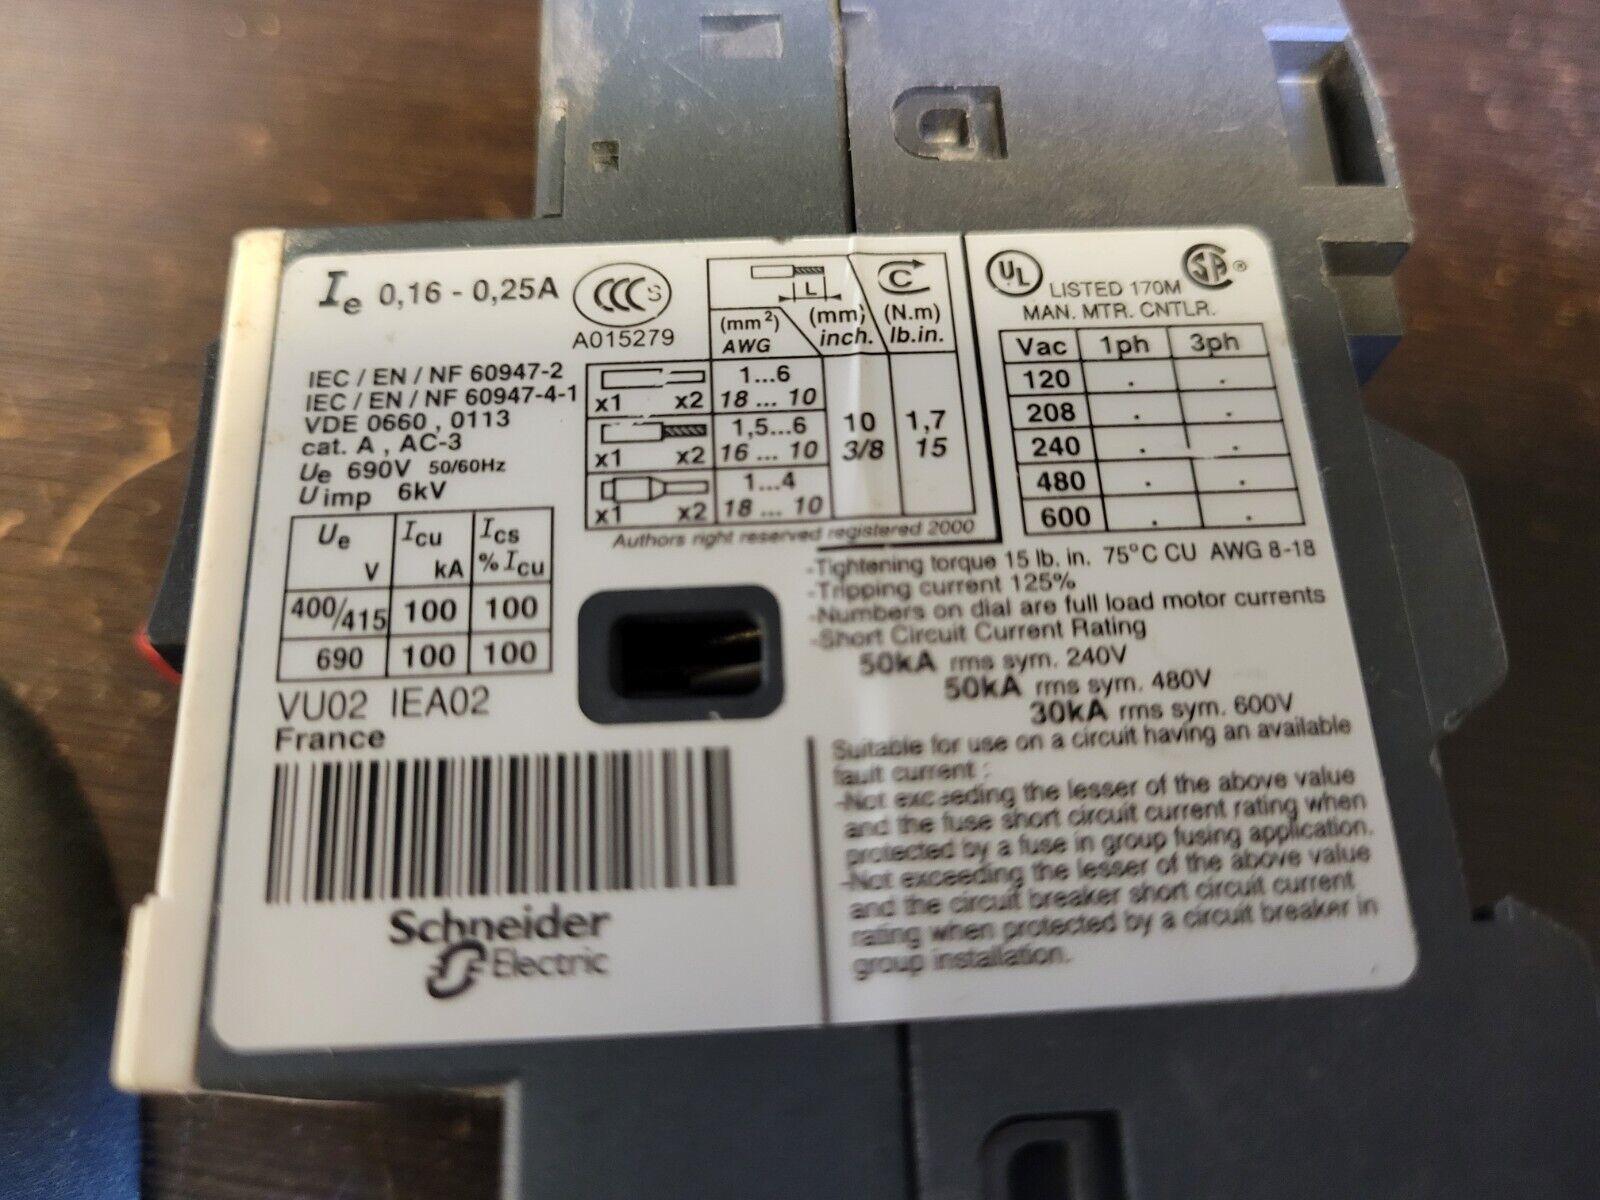 Ie 0,16 - 0,25A
CCC S
A015279
IEC / EN / NF 60947-2
IEC / EN / NF 60947-4-1
VDE 0660 , 0113
cat. A , AC-3
Ue 690V 50/60Hz
Uimp 6kV
Ue V Icu kA Ics % Icu
400/415 100 100
690 100 100
VU02 IEA02
France
Schneider
Electric
L C
(mm²) (mm) (N.m)
AWG inch. lb.in.
x1 x2 1...6
18 ... 10
x1 x2 1,5...6 10 1,7
16 ... 10 3/8 15
x1 x2 1...4
18 ... 10
Authors right reserved registered 2000
UL LISTED 170M SA ®
MAN. MTR. CNTLR.
Vac 1ph 3ph
120 . .
208 . .
240 . .
480 . .
600 . .
-Tightening torque 15 lb. in. 75°C CU AWG 8-18
-Tripping current 125%
-Numbers on dial are full load motor currents
-Short Circuit Current Rating
50kA rms sym. 240V
50kA rms sym. 480V
30kA rms sym. 600V
Suitable for use on a circuit having an available
fault current :
-Not exceeding the lesser of the above value
and the fuse short circuit current rating when
protected by a fuse in group fusing application.
-Not exceeding the lesser of the above value
and the circuit breaker short circuit current
rating when protected by a circuit breaker in
group installation.